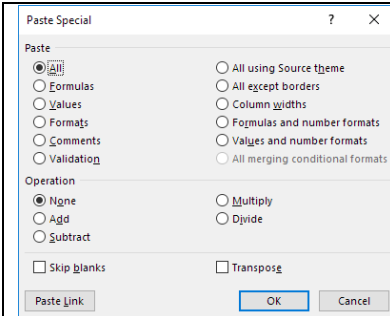 Paste Special ? X
Paste
All All using Source theme
Formulas All except borders
Values Column widths
Formats Formulas and number formats
Comments Values and number formats
Validation All merging conditional formats
Operation
None Multiply
Add Divide
Subtract
Skip blanks Transpose
Paste Link OK Cancel